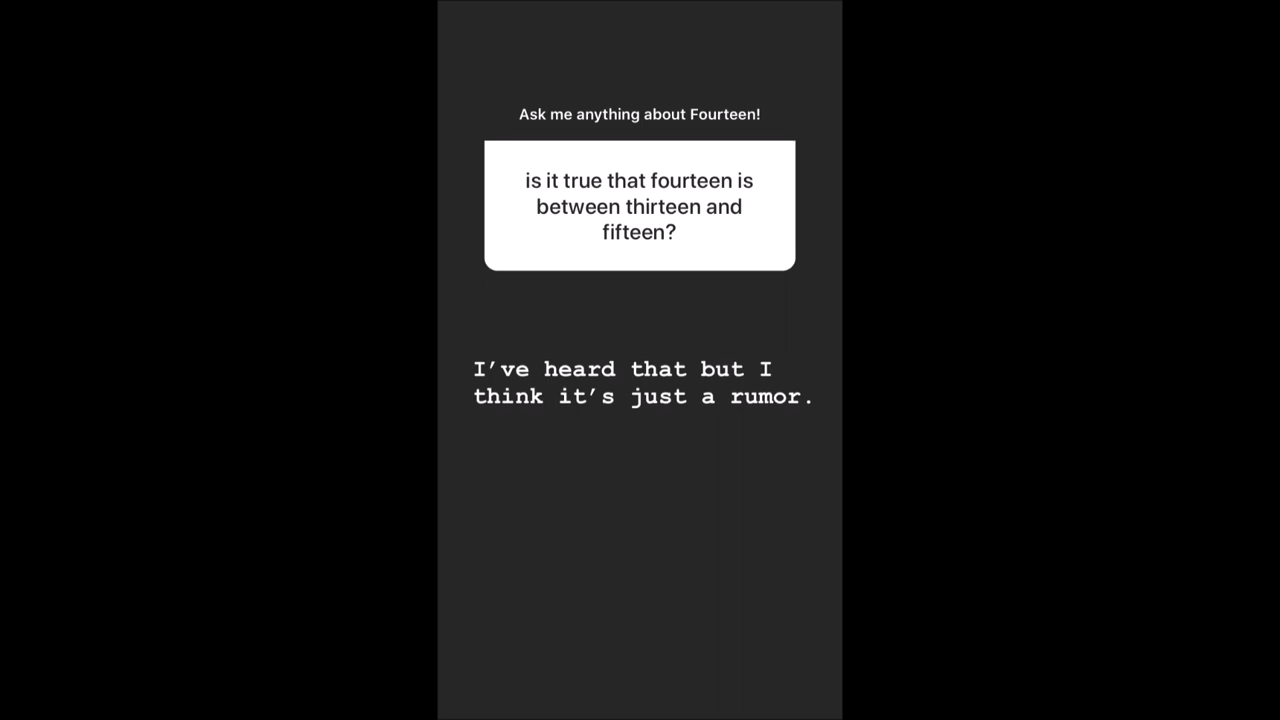 Ask me anything about Fourteen!
is it true that fourteen is
between thirteen and
fifteen?
I’ve heard that but I
think it’s just a rumor.